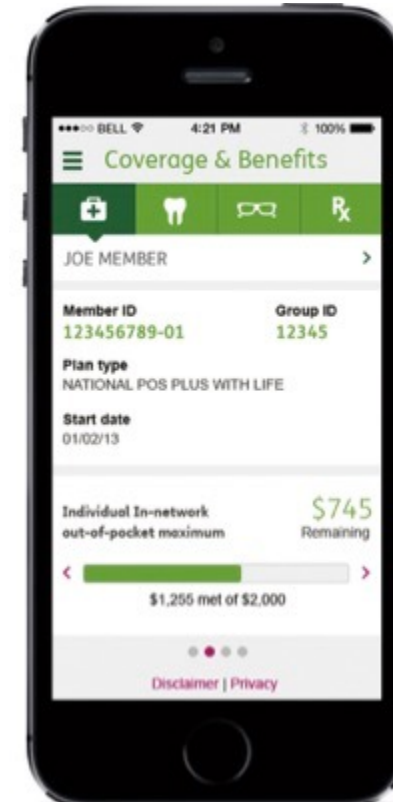 BELL 4:21 PM 100%
Coverage & Benefits
Rx
JOE MEMBER
Member ID Group ID
123456789-01 12345
Plan type
NATIONAL POS PLUS WITH LIFE
Start date
01/02/13
Individual In-network $745
out-of-pocket maximum Remaining
$1,255 met of $2,000
Disclaimer | Privacy